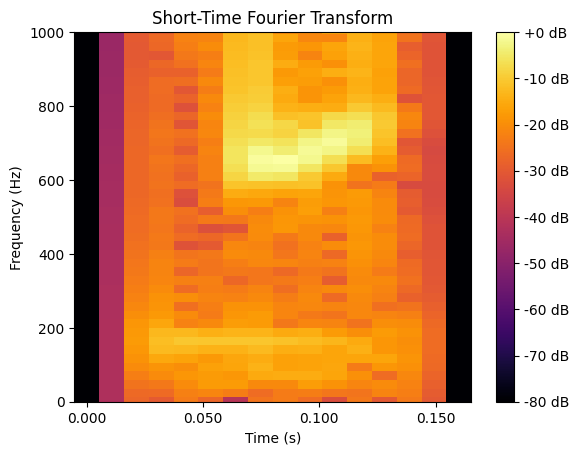 Short-Time Fourier Transform
1000
800
600
400
200
0
Frequency (Hz)
0.000
0.050
0.100
0.150
Time (s)
+0 dB
-10 dB
-20 dB
-30 dB
-40 dB
-50 dB
-60 dB
-70 dB
-80 dB